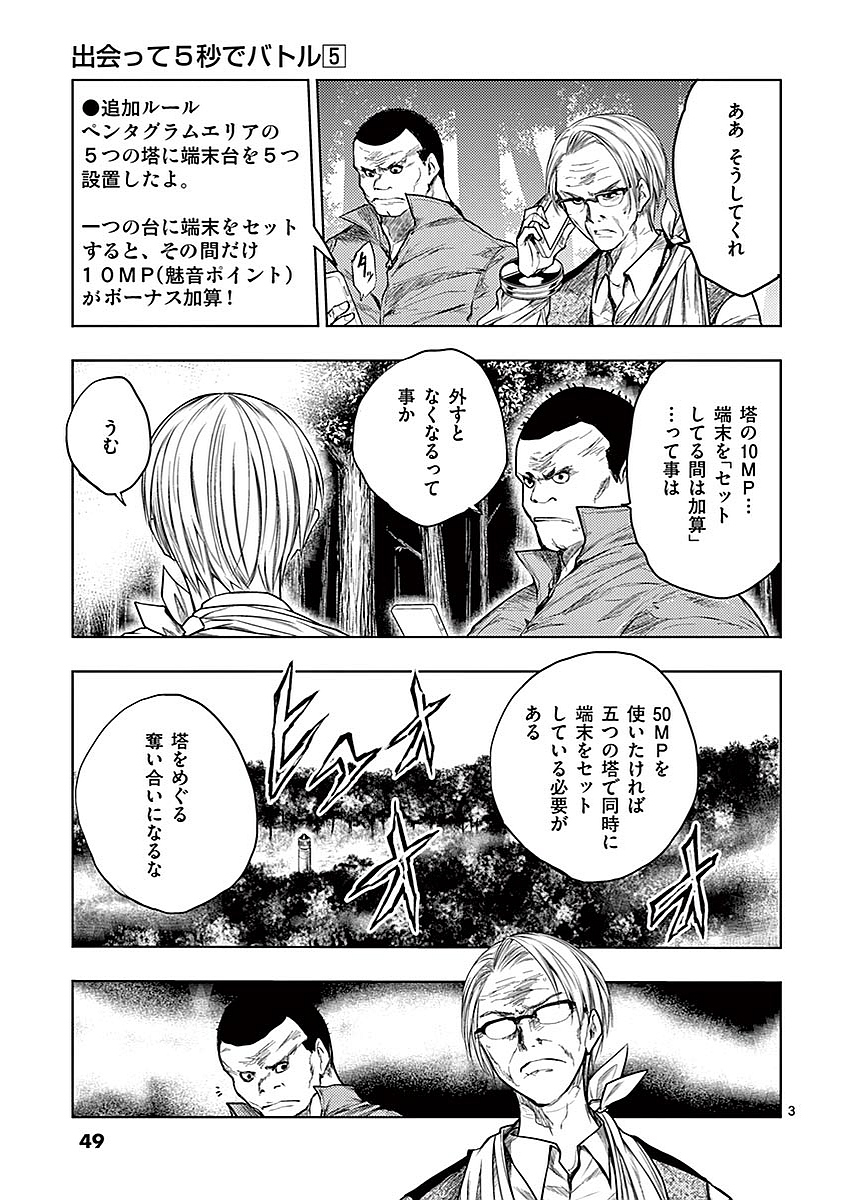 出会って５秒でバトル5
ああ そうしてくれ
●追加ルール
ペンタグラムエリアの
５つの塔に端末台を５つ
設置したよ。
一つの台に端末をセット
すると、その間だけ
１０ＭＰ(魅音ポイント)
がボーナス加算！
塔の10ＭＰ…
端末を「セット
してる間は加算」
…って事は
外すと
なくなるって
事か
うむ
50ＭＰを
使いたければ
五つの塔で同時に
端末をセット
している必要が
ある
ヒュオオオ
塔をめぐる
奪い合いになるな
3
49